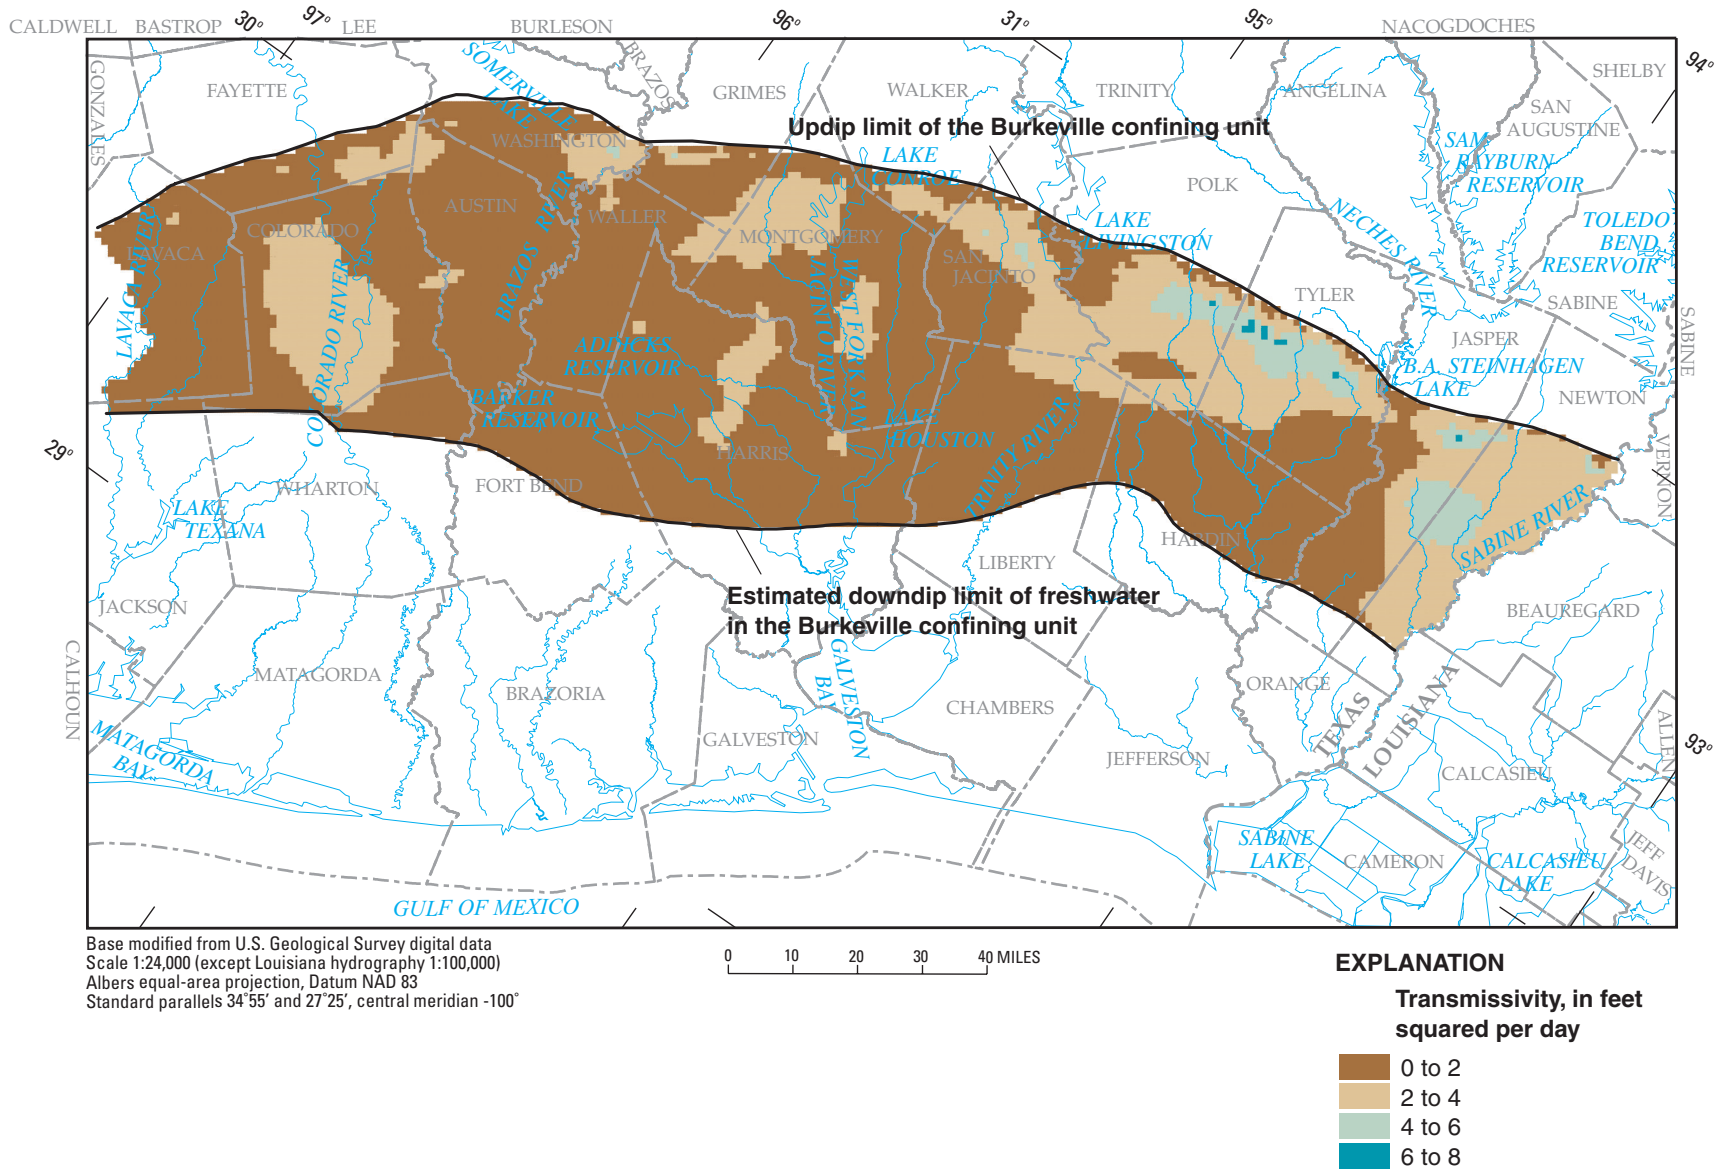 CALDWELL
BASTROP
30°
97°
LEE
BURLESON
96°
31°
95°
NACOGDOCHES
94°
GONZALES
FAYETTE
SOMERVILLE
LAKE
BRAZOS
GRIMES
WALKER
TRINITY
ANGELINA
SHELBY
SAN
AUGUSTINE
WASHINGTON
Updip limit of the Burkeville confining unit
LAKE
CONROE
SAM
RAYBURN
RESERVOIR
POLK
AUSTIN
WALLER
BRAZOS RIVER
COLORADO
LAVACA
LAVACA RIVER
COLORADO RIVER
MONTGOMERY
SAN
JACINTO
LAKE
LIVINGSTON
NECHES RIVER
TOLEDO
BEND
RESERVOIR
TYLER
SABINE
SABINE
JASPER
WEST FORK SAN
JACINTO RIVER
ADDICKS
RESERVOIR
B.A. STEINHAGEN
LAKE
NEWTON
BARKER
RESERVOIR
LAKE
HOUSTON
TRINITY RIVER
HARRIS
29°
VERNON
WHARTON
FORT BEND
LAKE
TEXANA
SABINE RIVER
HARDIN
LIBERTY
Estimated downdip limit of freshwater
in the Burkeville confining unit
JACKSON
BEAUREGARD
CALHOUN
MATAGORDA
BRAZORIA
GALVESTON
BAY
ORANGE
TEXAS
LOUISIANA
CHAMBERS
ALLEN
93°
MATAGORDA
BAY
GALVESTON
JEFFERSON
CALCASIEU
SABINE
LAKE
CAMERON
CALCASIEU
LAKE
JEFF
DAVIS
GULF OF MEXICO
Base modified from U.S. Geological Survey digital data
Scale 1:24,000 (except Louisiana hydrography 1:100,000)
Albers equal-area projection, Datum NAD 83
Standard parallels 34°55′ and 27°25′, central meridian -100°
0 10 20 30 40 MILES
EXPLANATION
Transmissivity, in feet
squared per day
0 to 2
2 to 4
4 to 6
6 to 8